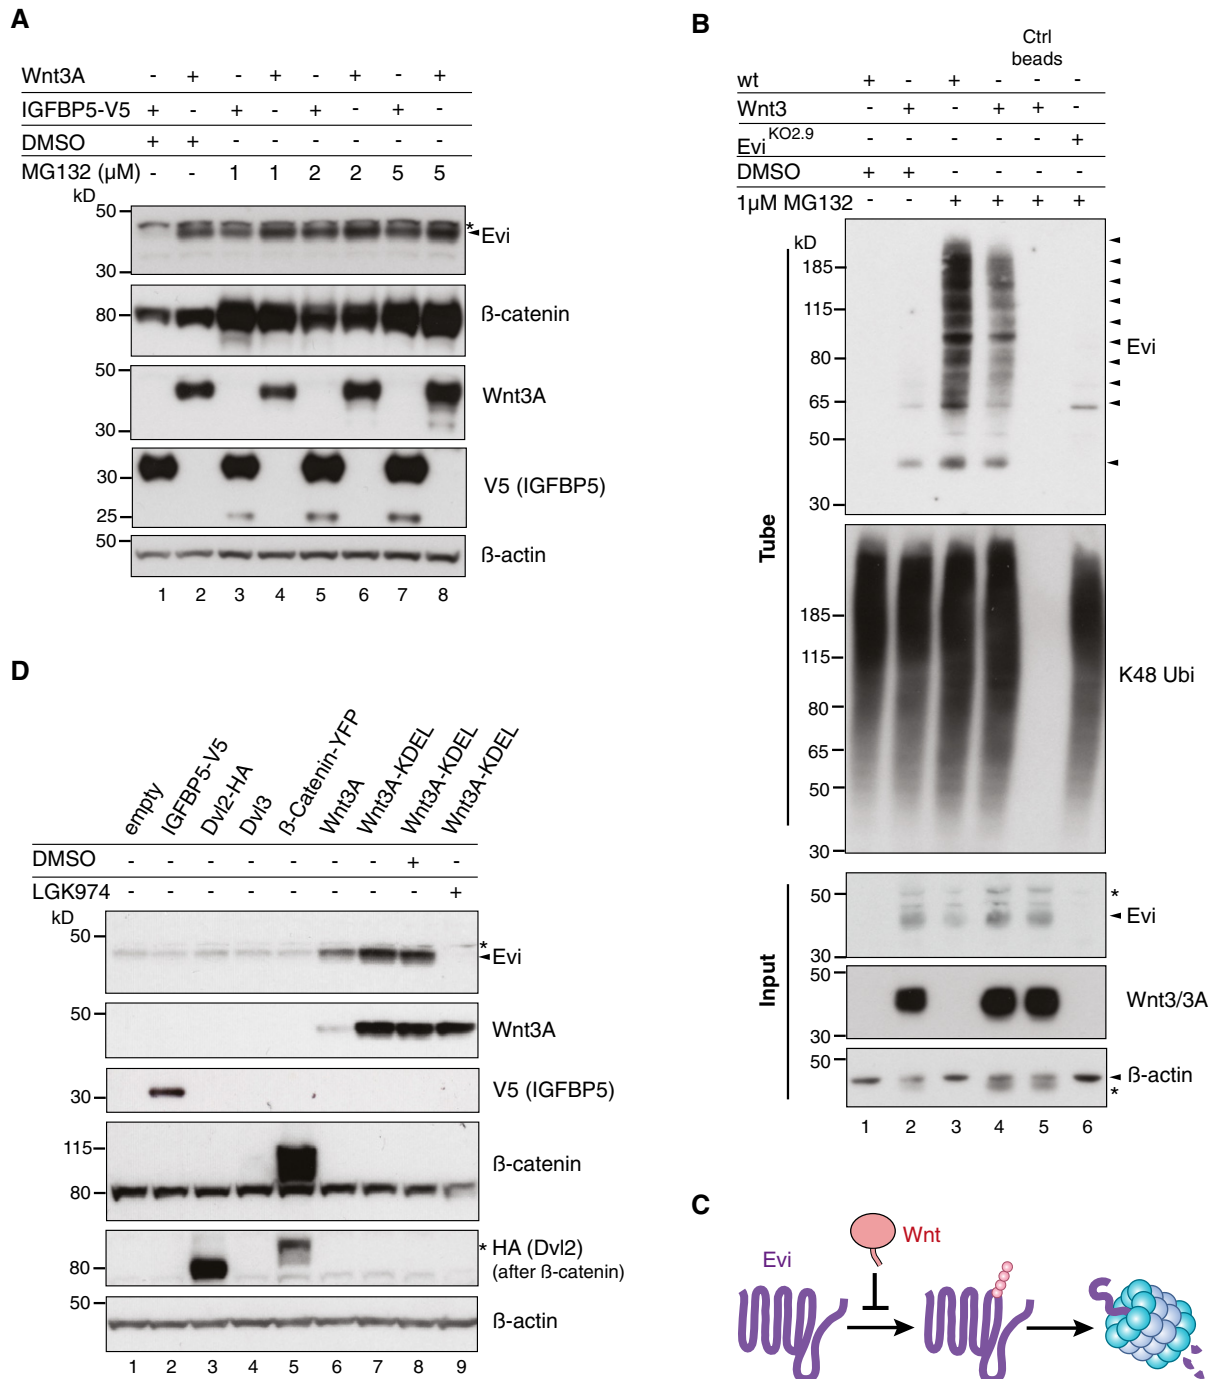 A
Wnt3A - + - + - + - +
IGFBP5-V5 + - + - + - + -
DMSO + + - - - - - -
MG132 (µM) - - 1 1 2 2 5 5
kD
50
*
Evi
30
80
ß-catenin
50
Wnt3A
30
30
V5 (IGFBP5)
25
50
ß-actin
1 2 3 4 5 6 7 8
B
Ctrl
beads
wt + - + - - -
Wnt3 - + - + + -
Evi KO2.9 - - - - - +
DMSO + + - - - -
1µM MG132 - - + + + +
kD
185
115
Evi
80
65
50
30
Tube
185
115
K48 Ubi
80
65
50
30
Input
50
*
Evi
30
50
Wnt3/3A
30
50
ß-actin
*
1 2 3 4 5 6
C
Wnt
Evi
D
empty
IGFBP5-V5
Dvl2-HA
Dvl3
ß-Catenin-YFP
Wnt3A
Wnt3A-KDEL
Wnt3A-KDEL
Wnt3A-KDEL
DMSO - - - - - - - + -
LGK974 - - - - - - - - +
kD
50
*
Evi
50
Wnt3A
30
V5 (IGFBP5)
115
ß-catenin
80
* HA (Dvl2)
80
(after ß-catenin)
50
ß-actin
1 2 3 4 5 6 7 8 9